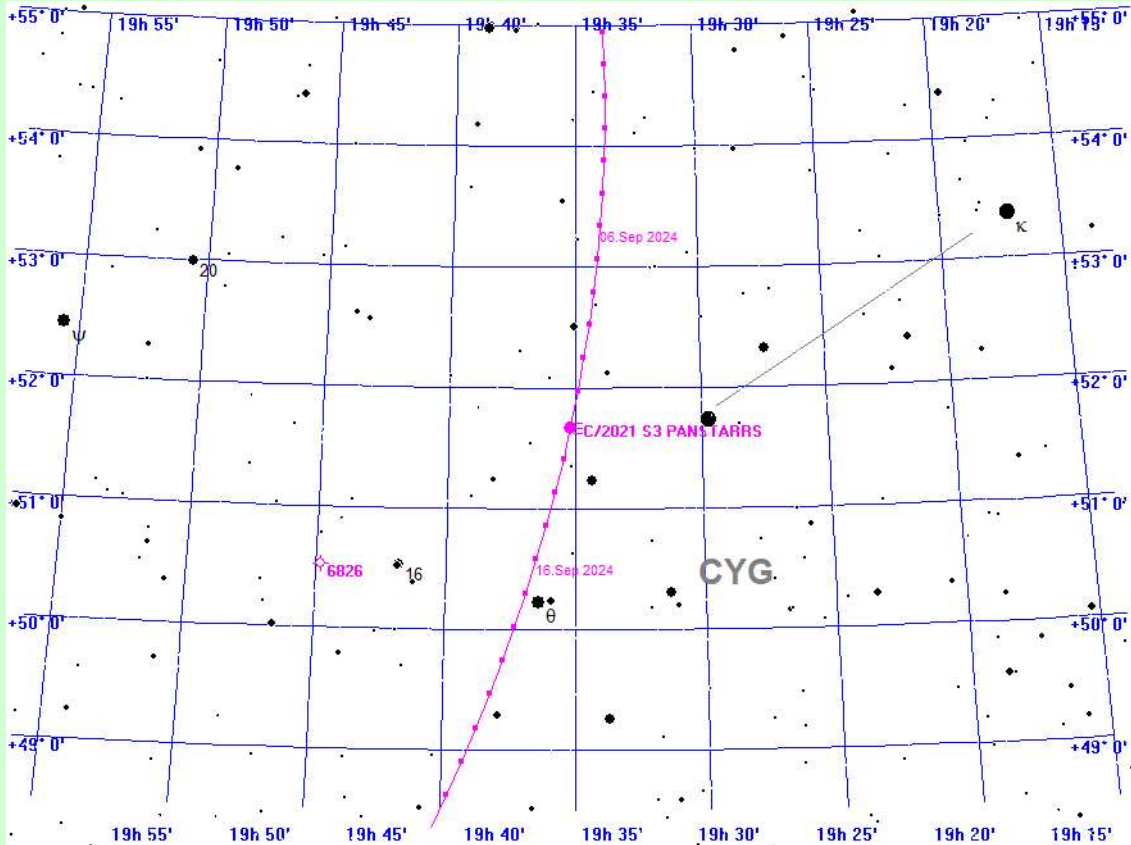 +55° 0' 19h 55' 19h 50' 19h 45' 19h 40' 19h 35' 19h 30' 19h 25' 19h 20' 19h 15' +55° 0'
+54° 0' +54° 0'
κ
06.Sep 2024
+53° 0' 20 +53° 0'
ψ
+52° 0' +52° 0'
C/2021 S3 PANSTARRS
+51° 0' +51° 0'
6826 16 16.Sep 2024 CYG
θ
+50° 0' +50° 0'
+49° 0' +49° 0'
19h 55' 19h 50' 19h 45' 19h 40' 19h 35' 19h 30' 19h 25' 19h 20' 19h 15'